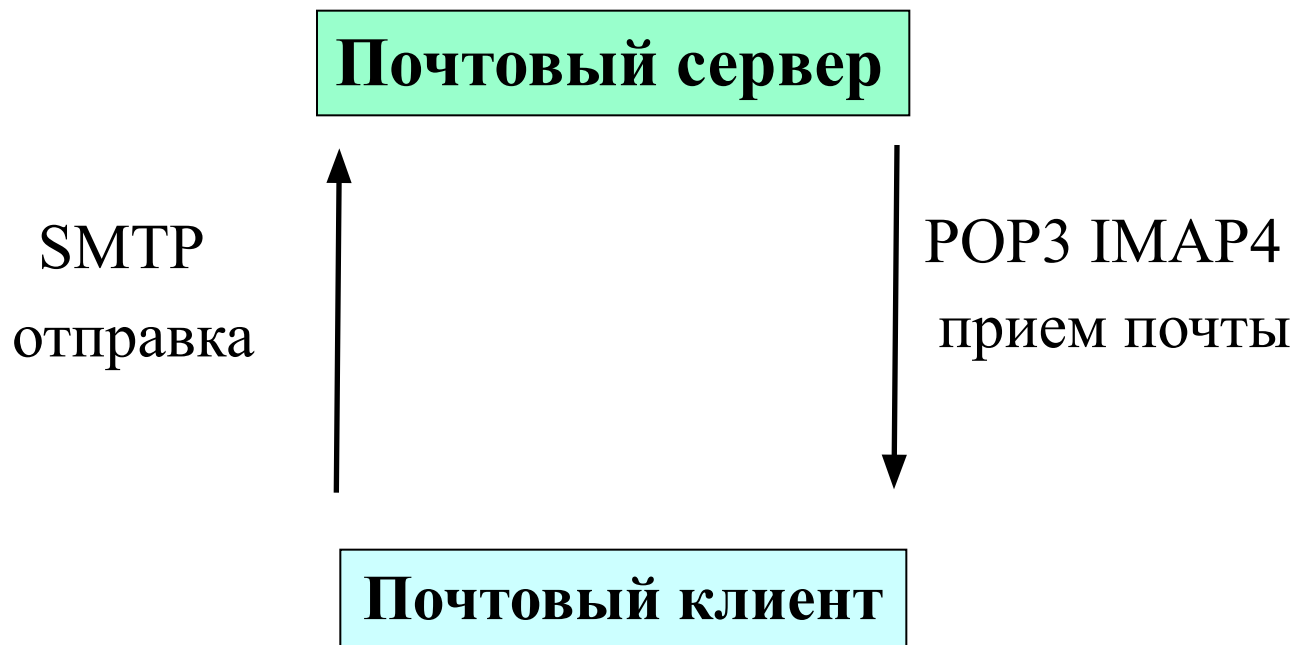 Почтовый сервер
SMTP
отправка
POP3 IMAP4
прием почты
Почтовый клиент